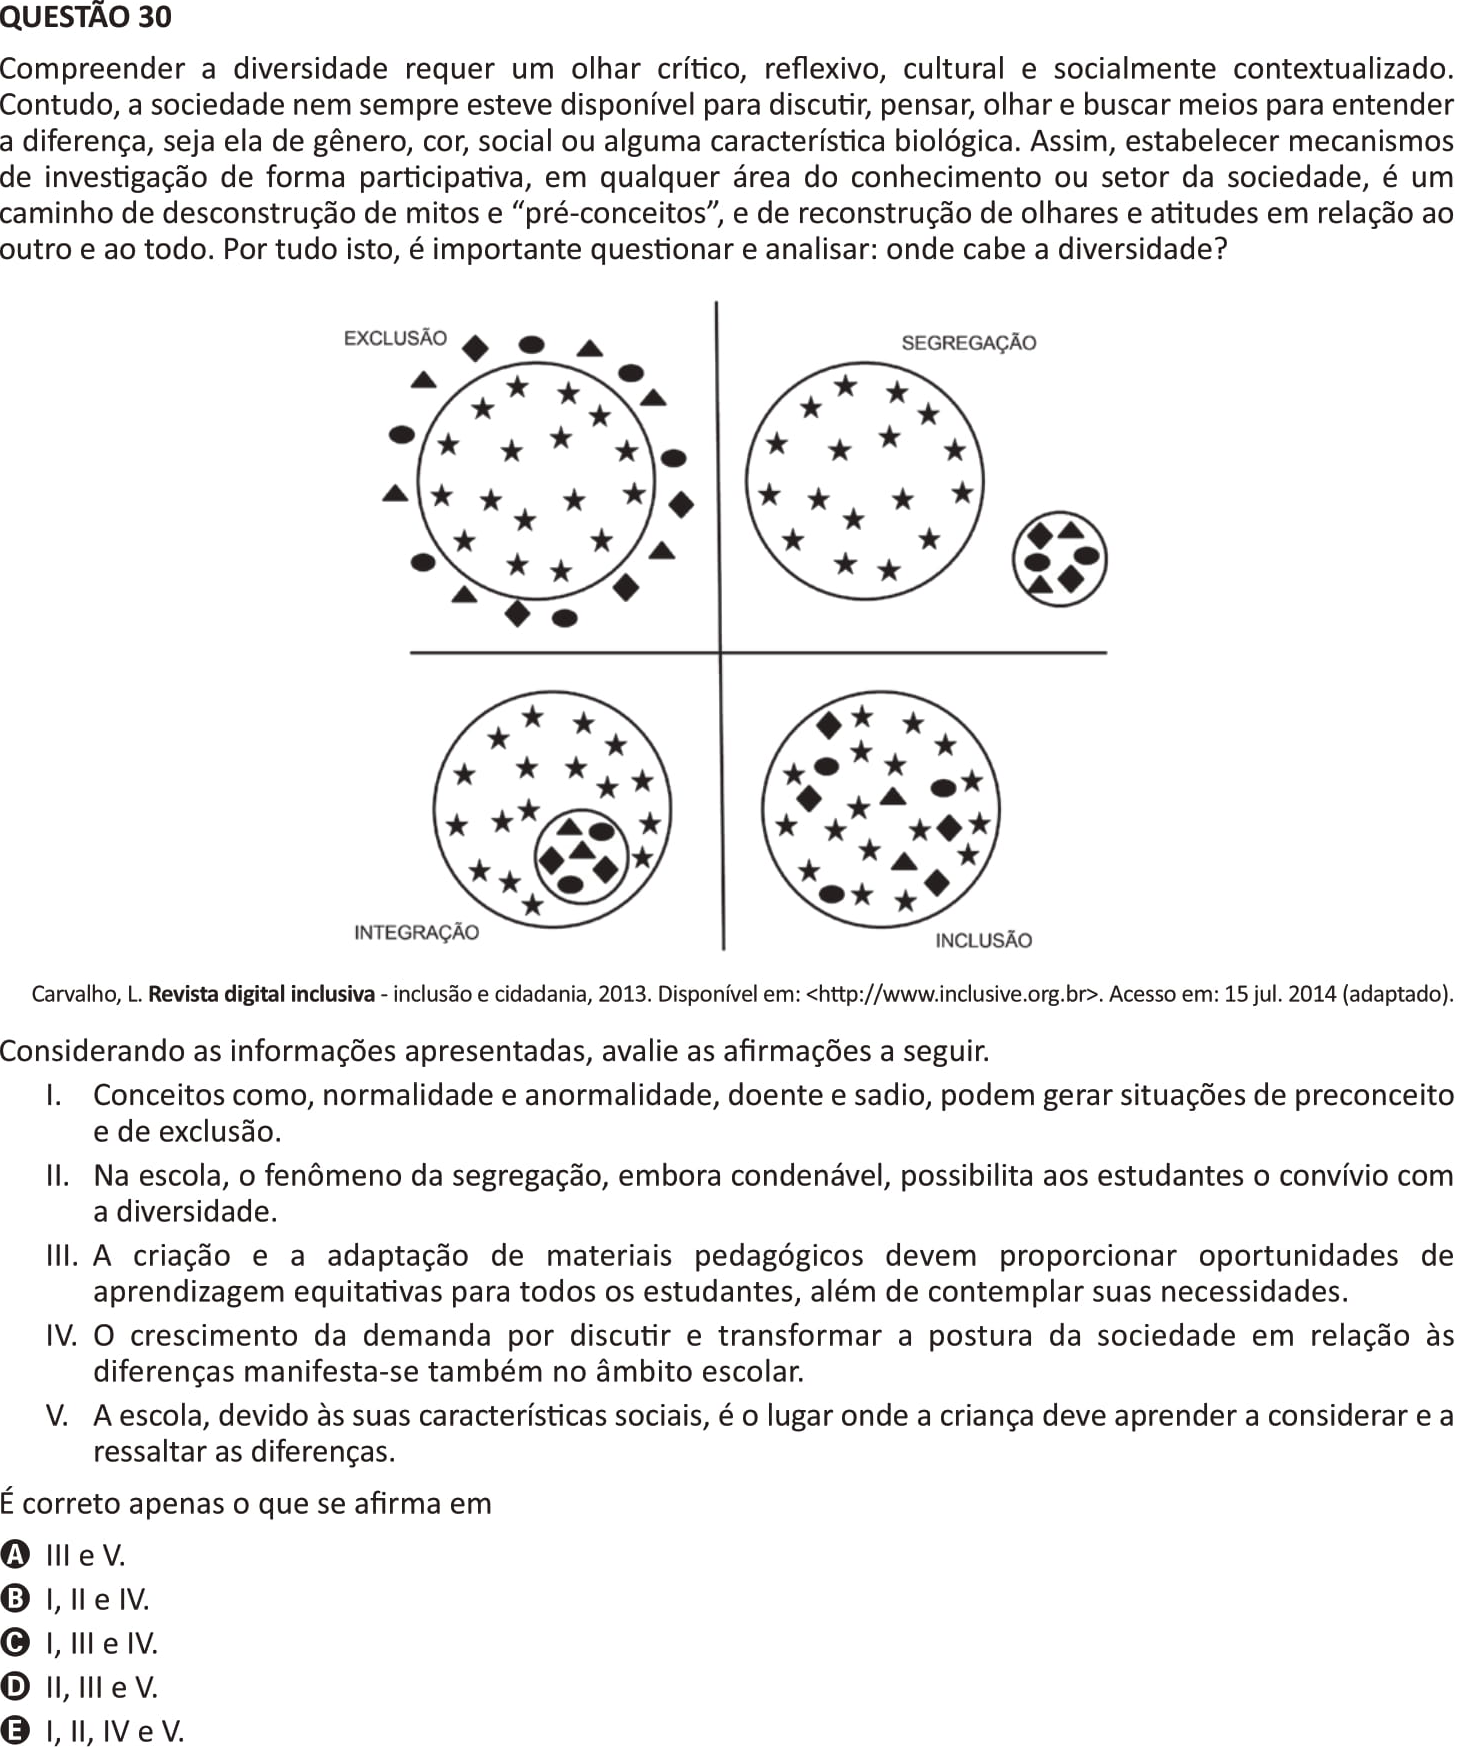 QUESTÃO 30
Compreender a diversidade requer um olhar crítico, reflexivo, cultural e socialmente contextualizado.
Contudo, a sociedade nem sempre esteve disponível para discutir, pensar, olhar e buscar meios para entender
a diferença, seja ela de gênero, cor, social ou alguma característica biológica. Assim, estabelecer mecanismos
de investigação de forma participativa, em qualquer área do conhecimento ou setor da sociedade, é um
caminho de desconstrução de mitos e “pré-conceitos”, e de reconstrução de olhares e atitudes em relação ao
outro e ao todo. Por tudo isto, é importante questionar e analisar: onde cabe a diversidade?
EXCLUSÃO
SEGREGAÇÃO
INTEGRAÇÃO
INCLUSÃO
Carvalho, L. Revista digital inclusiva - inclusão e cidadania, 2013. Disponível em: <http://www.inclusive.org.br>. Acesso em: 15 jul. 2014 (adaptado).
Considerando as informações apresentadas, avalie as afirmações a seguir.
I. Conceitos como, normalidade e anormalidade, doente e sadio, podem gerar situações de preconceito
e de exclusão.
II. Na escola, o fenômeno da segregação, embora condenável, possibilita aos estudantes o convívio com
a diversidade.
III. A criação e a adaptação de materiais pedagógicos devem proporcionar oportunidades de
aprendizagem equitativas para todos os estudantes, além de contemplar suas necessidades.
IV. O crescimento da demanda por discutir e transformar a postura da sociedade em relação às
diferenças manifesta-se também no âmbito escolar.
V. A escola, devido às suas características sociais, é o lugar onde a criança deve aprender a considerar e a
ressaltar as diferenças.
É correto apenas o que se afirma em
A III e V.
B I, II e IV.
C I, III e IV.
D II, III e V.
E I, II, IV e V.